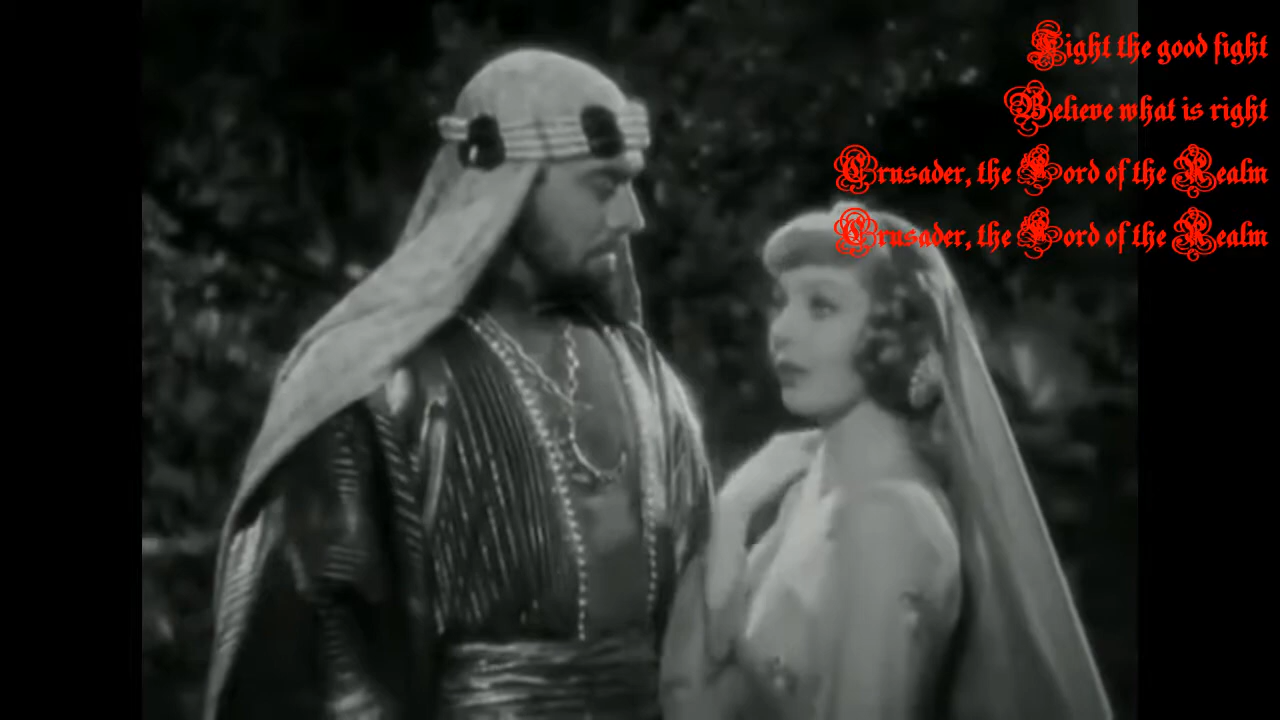 Fight the good fight
Believe what is right
Crusader, the Lord of the Realm
Crusader, the Lord of the Realm